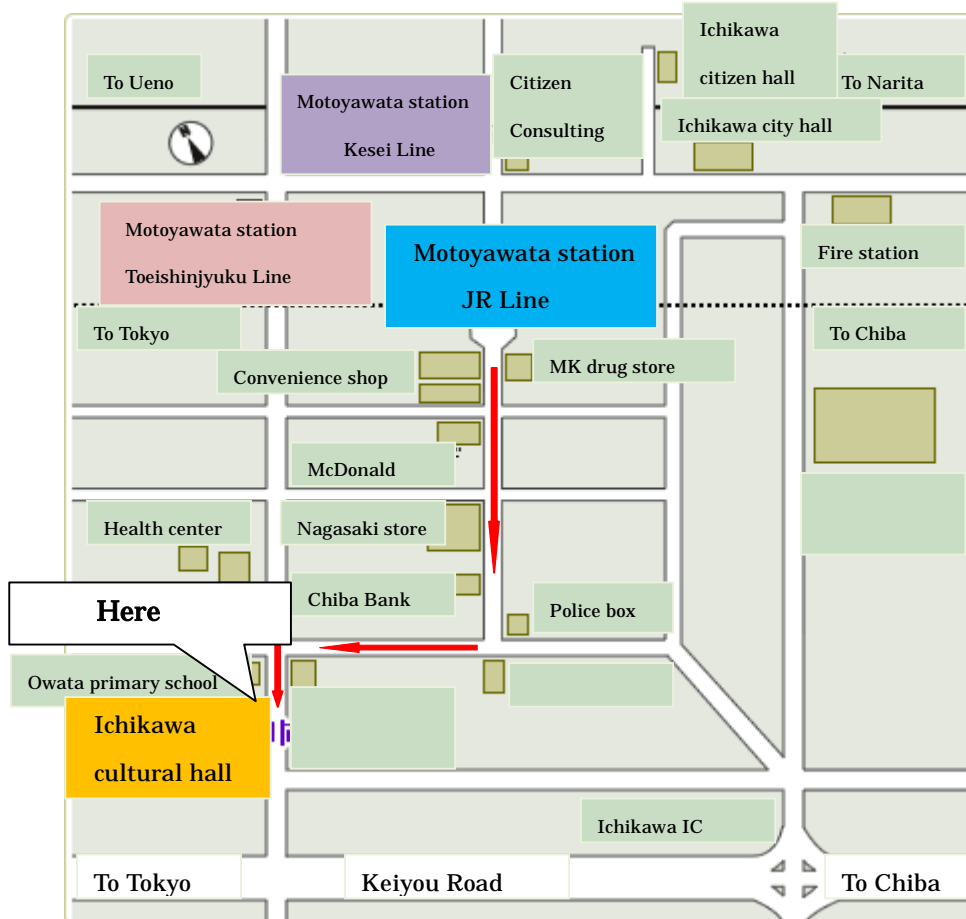 Ichikawa
citizen hall
To Ueno
Citizen
Consulting
To Narita
Motoyawata station
Kesei Line
Ichikawa city hall
N
Motoyawata station
Toeishinjyuku Line
Motoyawata station
JR Line
Fire station
To Tokyo
To Chiba
Convenience shop
MK drug store
McDonald
Health center
Nagasaki store
Chiba Bank
Police box
Here
Owata primary school
Ichikawa
cultural hall
Ichikawa IC
To Tokyo
Keiyou Road
To Chiba